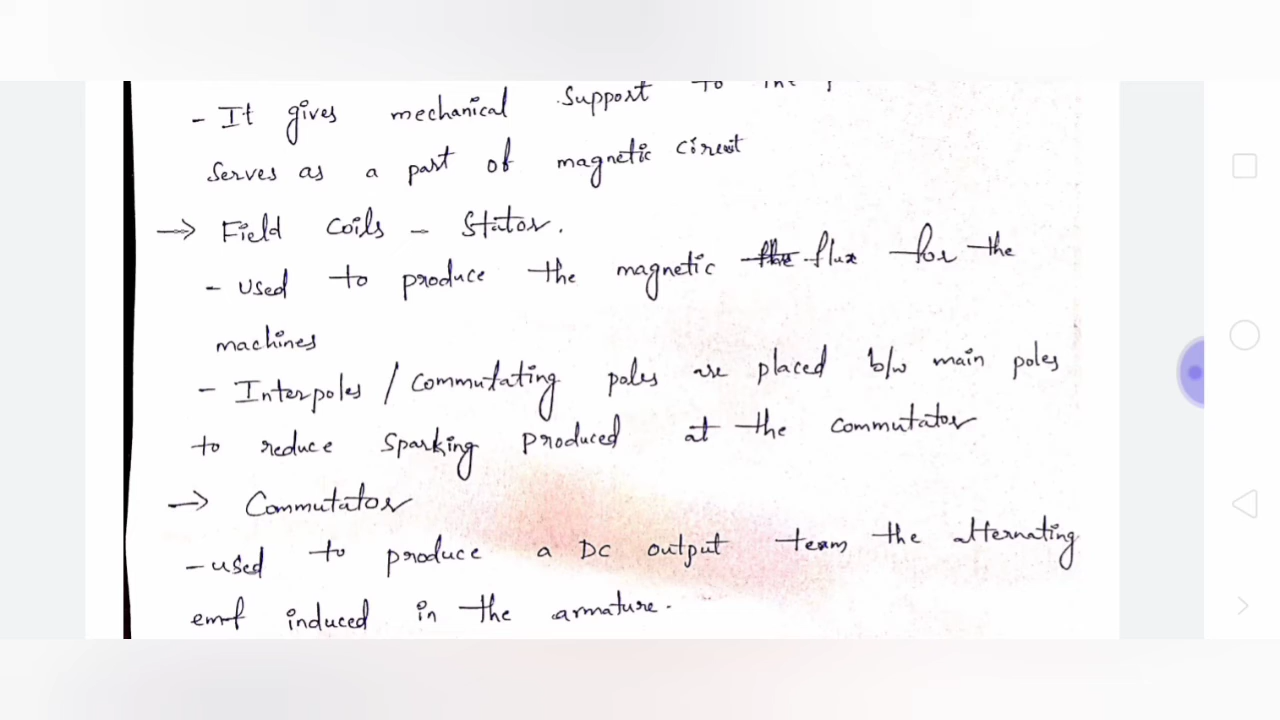 - It gives mechanical Support to
Serves as a part of magnetic circuit
→ Field coils - Stator.
- used to produce the magnetic flux for the
machines
- Interpoles / commutating poles are placed b/w main poles
to reduce sparking produced at the commutator
→ Commutator
- used to produce a DC output team the alternating
emf induced in the armature.